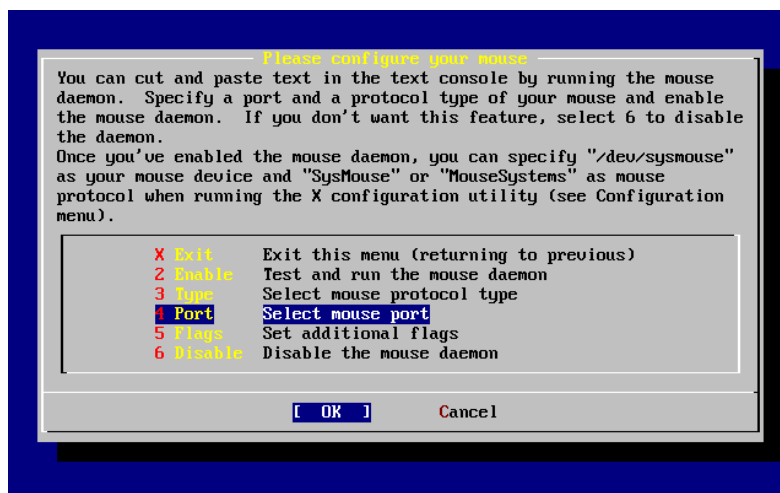 Please configure your mouse
You can cut and paste text in the text console by running the mouse
daemon.  Specify a port and a protocol type of your mouse and enable
the mouse daemon.  If you don't want this feature, select 6 to disable
the daemon.
Once you've enabled the mouse daemon, you can specify "/dev/sysmouse"
as your mouse device and "SysMouse" or "MouseSystems" as mouse
protocol when running the X configuration utility (see Configuration
menu).
X Exit    Exit this menu (returning to previous)
2 Enable  Test and run the mouse daemon
3 Type    Select mouse protocol type
4 Port    Select mouse port
5 Flags   Set additional flags
6 Disable Disable the mouse daemon
[  OK  ]    Cancel